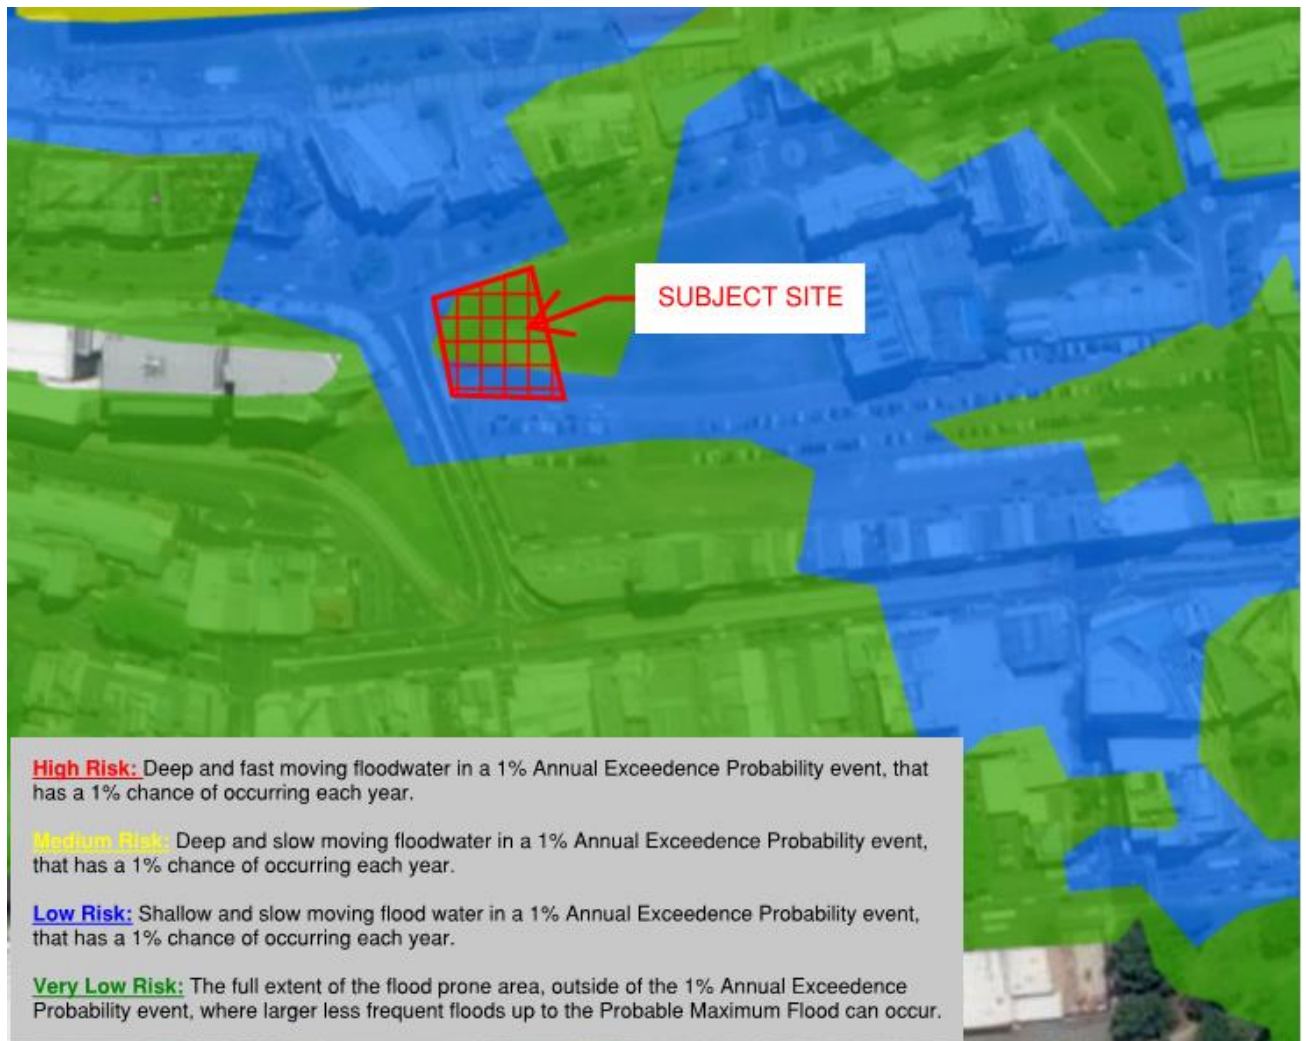 SUBJECT SITE
High Risk: Deep and fast moving floodwater in a 1% Annual Exceedence Probability event, that
has a 1% chance of occurring each year.
Medium Risk: Deep and slow moving floodwater in a 1% Annual Exceedence Probability event,
that has a 1% chance of occurring each year.
Low Risk: Shallow and slow moving flood water in a 1% Annual Exceedence Probability event,
that has a 1% chance of occurring each year.
Very Low Risk: The full extent of the flood prone area, outside of the 1% Annual Exceedence
Probability event, where larger less frequent floods up to the Probable Maximum Flood can occur.